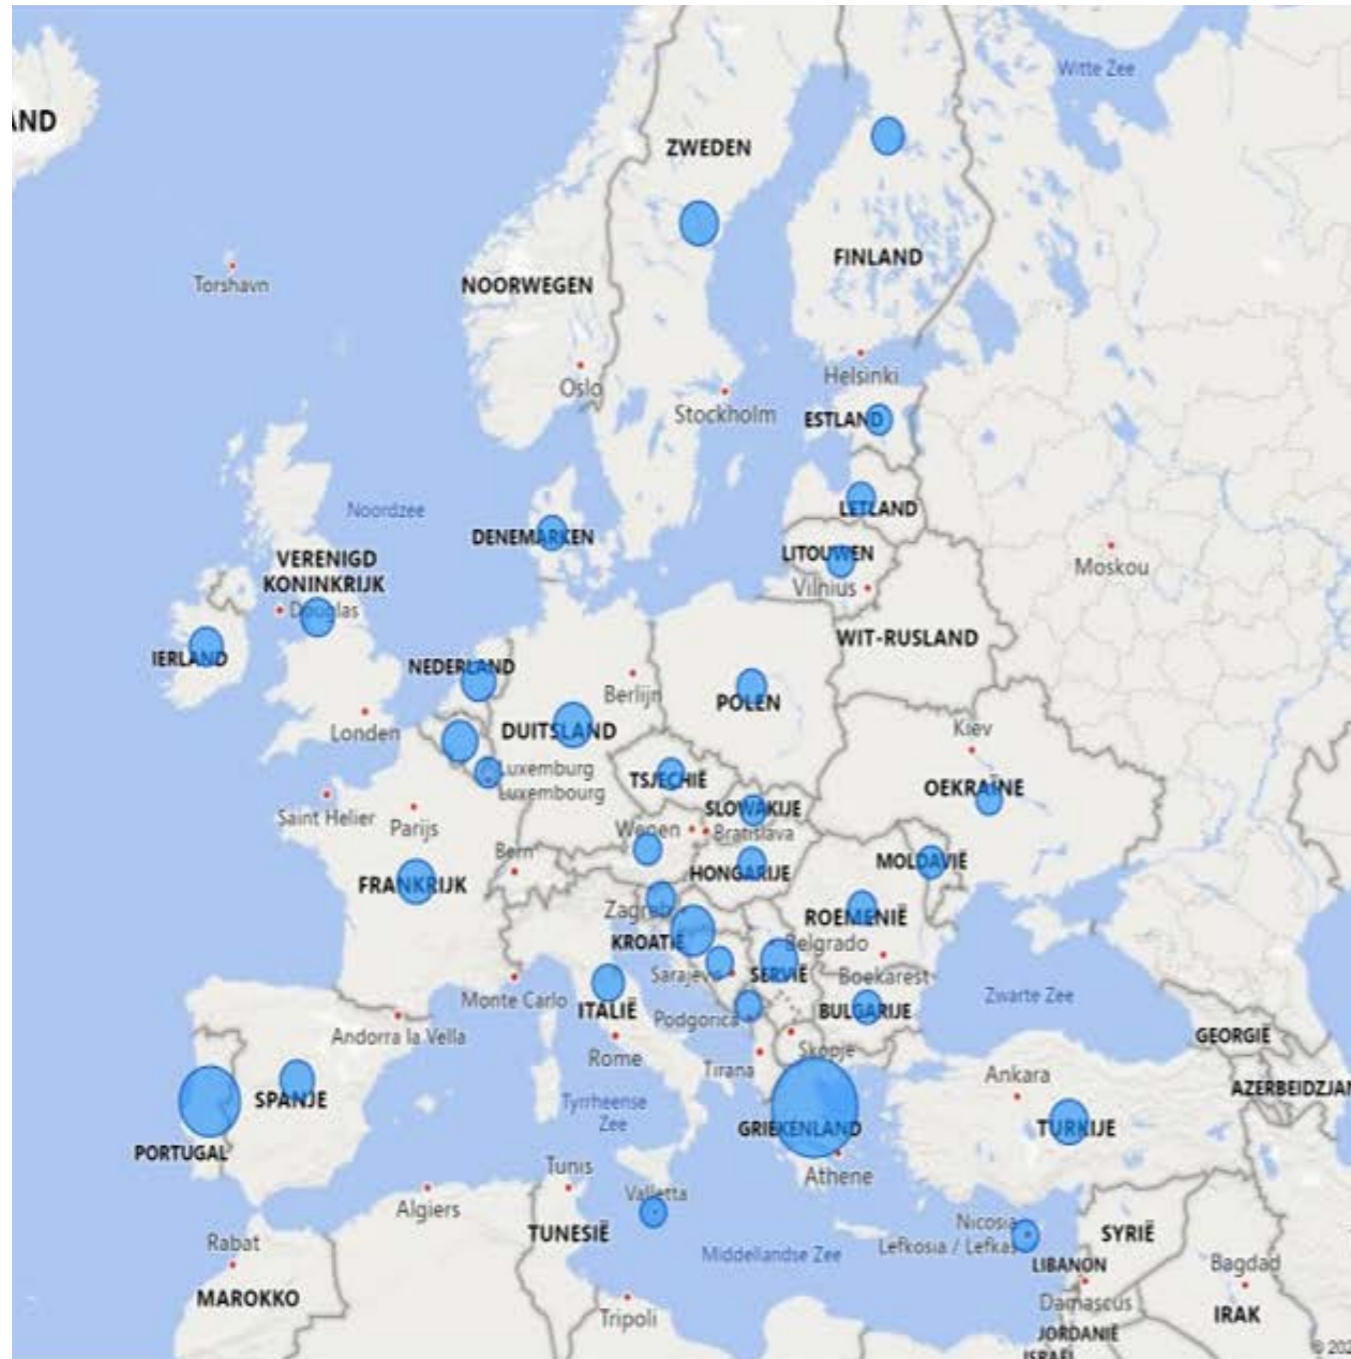 Witte Zee
AND
ZWEDEN
FINLAND
Torshavn
NOORWEGEN
Oslo
Helsinki
Stockholm
ESTLAND
Noordzee
LETLAND
DENEMARKEN
LITOUWEN
Vilnius
Moskou
VERENIGD
KONINKRIJK
Douglas
WIT-RUSLAND
IERLAND
NEDERLAND
Berlijn
POLEN
Londen
DUITSLAND
Kiev
Luxemburg
Luxembourg
TSJECHIË
OEKRAÏNE
SLOWAKIJE
Saint Helier
Parijs
Wenen
Bratislava
Bern
MOLDAVIË
HONGARIJE
FRANKRIJK
Zagreb
ROEMENIË
KROATIË
Belgrado
Sarajevo
SERVIË
Boekarest
Monte Carlo
Zwarte Zee
ITALIË
Podgorica
BULGARIJE
Andorra la Vella
GEORGIË
Rome
Skopje
Tirana
Ankara
AZERBEIDZJAN
SPANJE
Tyrrheense
Zee
GRIEKENLAND
TURKIJE
PORTUGAL
Tunis
Athene
Valletta
Algiers
Nicosia
Lefkosia / Lefkas
TUNESIË
SYRIË
Rabat
Middellandse Zee
LIBANON
Bagdad
MAROKKO
Damascus
Tripoli
IRAK
JORDANIË
ISRAËL
© 202